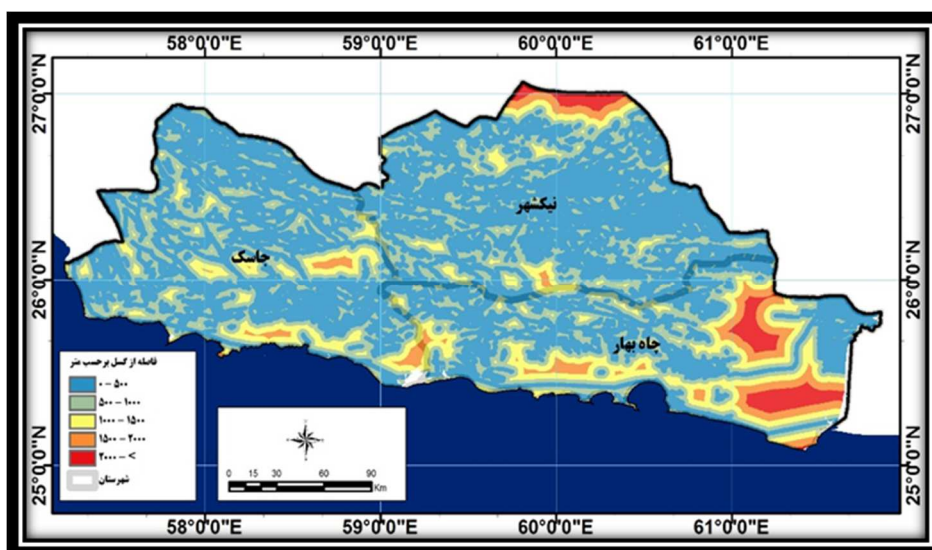 58°0'0"E 59°0'0"E 60°0'0"E 61°0'0"E
27°0'0"N 27°0'0"N
نیکشهر
جاسک
26°0'0"N 26°0'0"N
چاه بهار
فاصله از گسل برحسب متر
۰ - ۵۰۰
۵۰۰ - ۱۰۰۰
۱۰۰۰ - ۱۵۰۰
۱۵۰۰ - ۲۰۰۰
۲۰۰۰ - >
شهرستان
0 15 30 60 90
Km
25°0'0"N 25°0'0"N
58°0'0"E 59°0'0"E 60°0'0"E 61°0'0"E